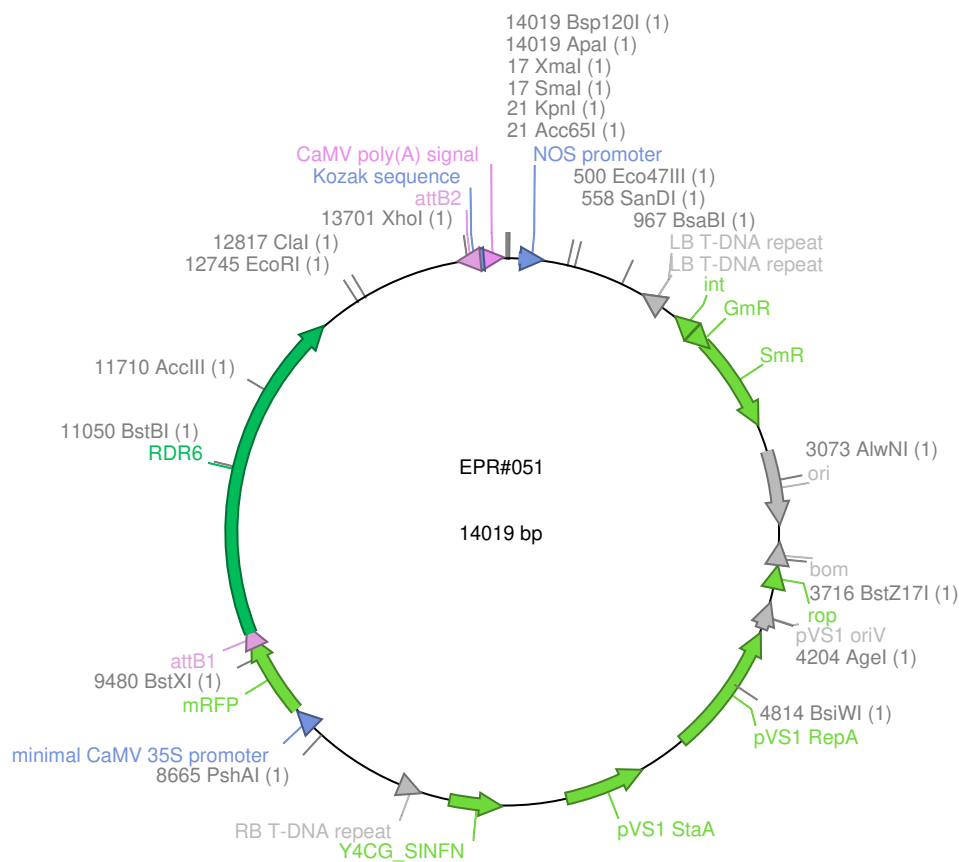 14019 Bsp120I (1)
14019 ApaI (1)
17 XmaI (1)
17 SmaI (1)
21 KpnI (1)
21 Acc65I (1)
CaMV poly(A) signal
NOS promoter
Kozak sequence
500 Eco47III (1)
attB2
558 SanDI (1)
13701 XhoI (1)
967 BsaBI (1)
12817 ClaI (1)
LB T-DNA repeat
12745 EcoRI (1)
LB T-DNA repeat
int
GmR
SmR
11710 AccIII (1)
11050 BstBI (1)
RDR6
3073 AlwNI (1)
ori
EPR#051
14019 bp
bom
3716 BstZ17I (1)
rop
pVS1 oriV
4204 AgeI (1)
attB1
9480 BstXI (1)
mRFP
4814 BsiWI (1)
pVS1 RepA
minimal CaMV 35S promoter
8665 PshAI (1)
RB T-DNA repeat
pVS1 StaA
Y4CG_SINFN